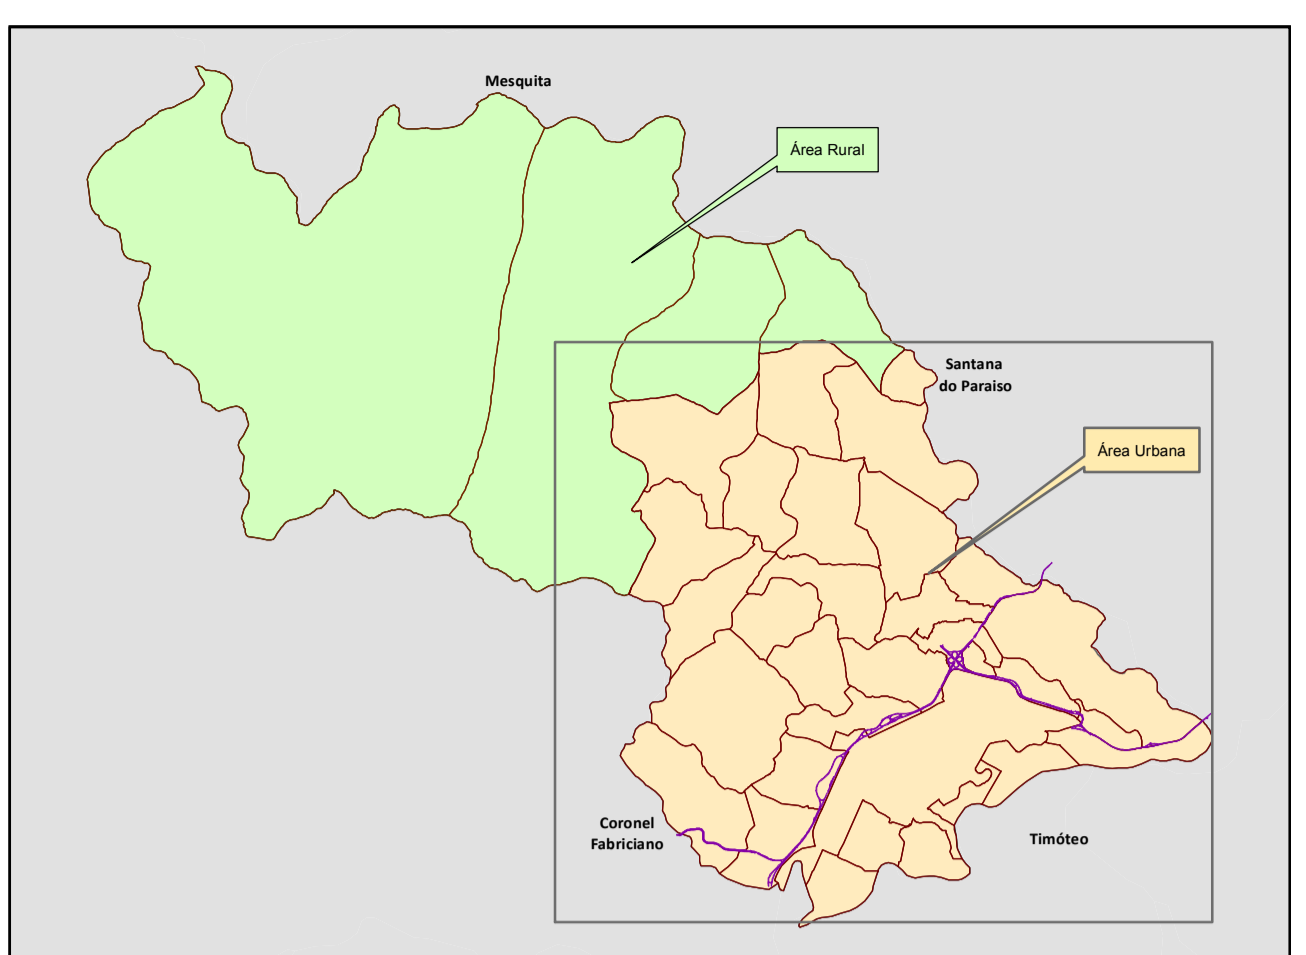 Mesquita
Área Rural
Santana
do Paraiso
Área Urbana
Coronel
Fabriciano
Timóteo